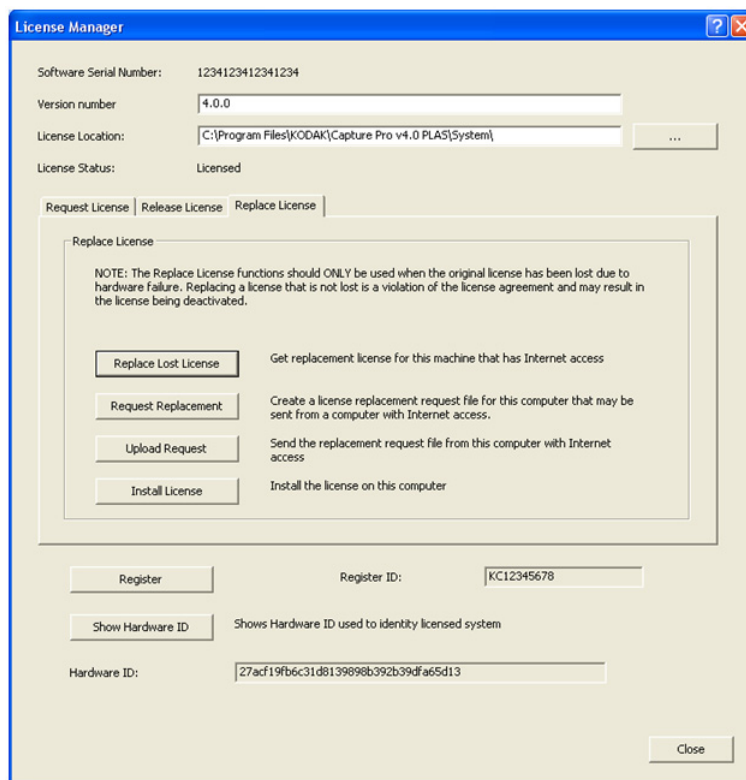 License Manager
Software Serial Number: 1234123412341234
Version number 4.0.0
License Location: C:\Program Files\KODAK\Capture Pro v4.0 PLAS\System\ ...
License Status: Licensed
Request License Release License Replace License
Replace License
NOTE: The Replace License functions should ONLY be used when the original license has been lost due to
hardware failure. Replacing a license that is not lost is a violation of the license agreement and may result in
the license being deactivated.
Replace Lost License Get replacement license for this machine that has Internet access
Request Replacement Create a license replacement request file for this computer that may be
sent from a computer with Internet access.
Upload Request Send the replacement request file from this computer with Internet
access
Install License Install the license on this computer
Register Register ID: KC12345678
Show Hardware ID Shows Hardware ID used to identity licensed system
Hardware ID: 27acf19fb6c31d8139898b392b39dfa65d13
Close